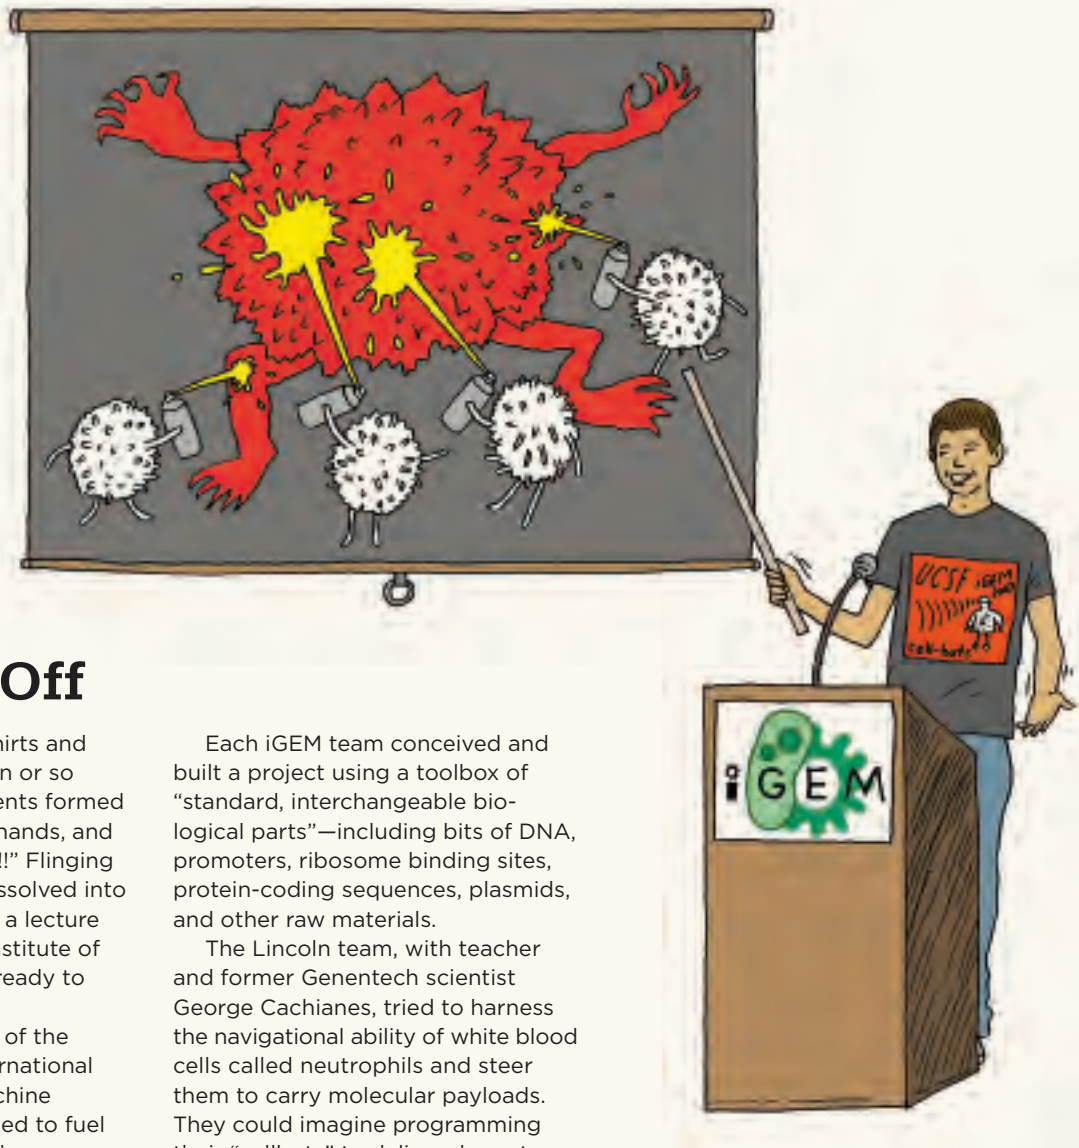 Off
hirts and
n or so
ents formed
hands, and
!!” Flinging
ssolved into
a lecture
stitute of
ready to
of the
rnational
chine
ed to fuel
Each iGEM team conceived and
built a project using a toolbox of
“standard, interchangeable bio-
logical parts”—including bits of DNA,
promoters, ribosome binding sites,
protein-coding sequences, plasmids,
and other raw materials.
The Lincoln team, with teacher
and former Genentech scientist
George Cachianes, tried to harness
the navigational ability of white blood
cells called neutrophils and steer
them to carry molecular payloads.
They could imagine programming
UCSF iGEM
cell-bots
iGEM